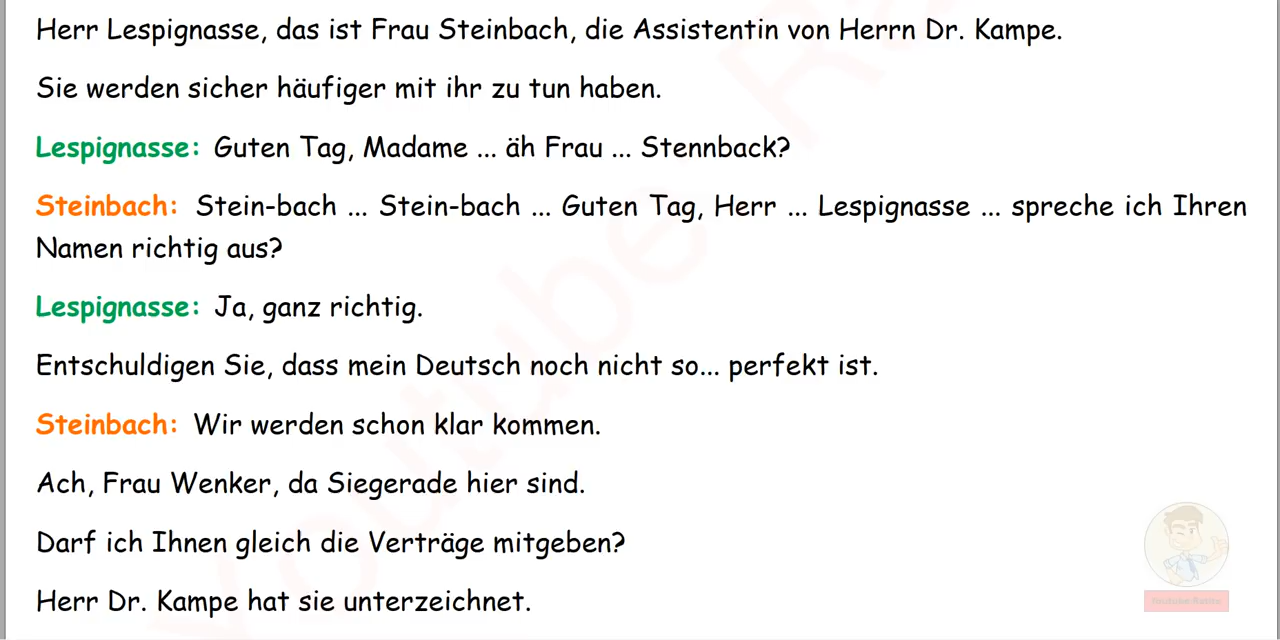 Herr Lespignasse, das ist Frau Steinbach, die Assistentin von Herrn Dr. Kampe.
Sie werden sicher häufiger mit ihr zu tun haben.
Lespignasse: Guten Tag, Madame ... äh Frau ... Stennback?
Steinbach: Stein-bach ... Stein-bach ... Guten Tag, Herr ... Lespignasse ... spreche ich Ihren
Namen richtig aus?
Lespignasse: Ja, ganz richtig.
Entschuldigen Sie, dass mein Deutsch noch nicht so... perfekt ist.
Steinbach: Wir werden schon klar kommen.
Ach, Frau Wenker, da Siegerade hier sind.
Darf ich Ihnen gleich die Verträge mitgeben?
Herr Dr. Kampe hat sie unterzeichnet.